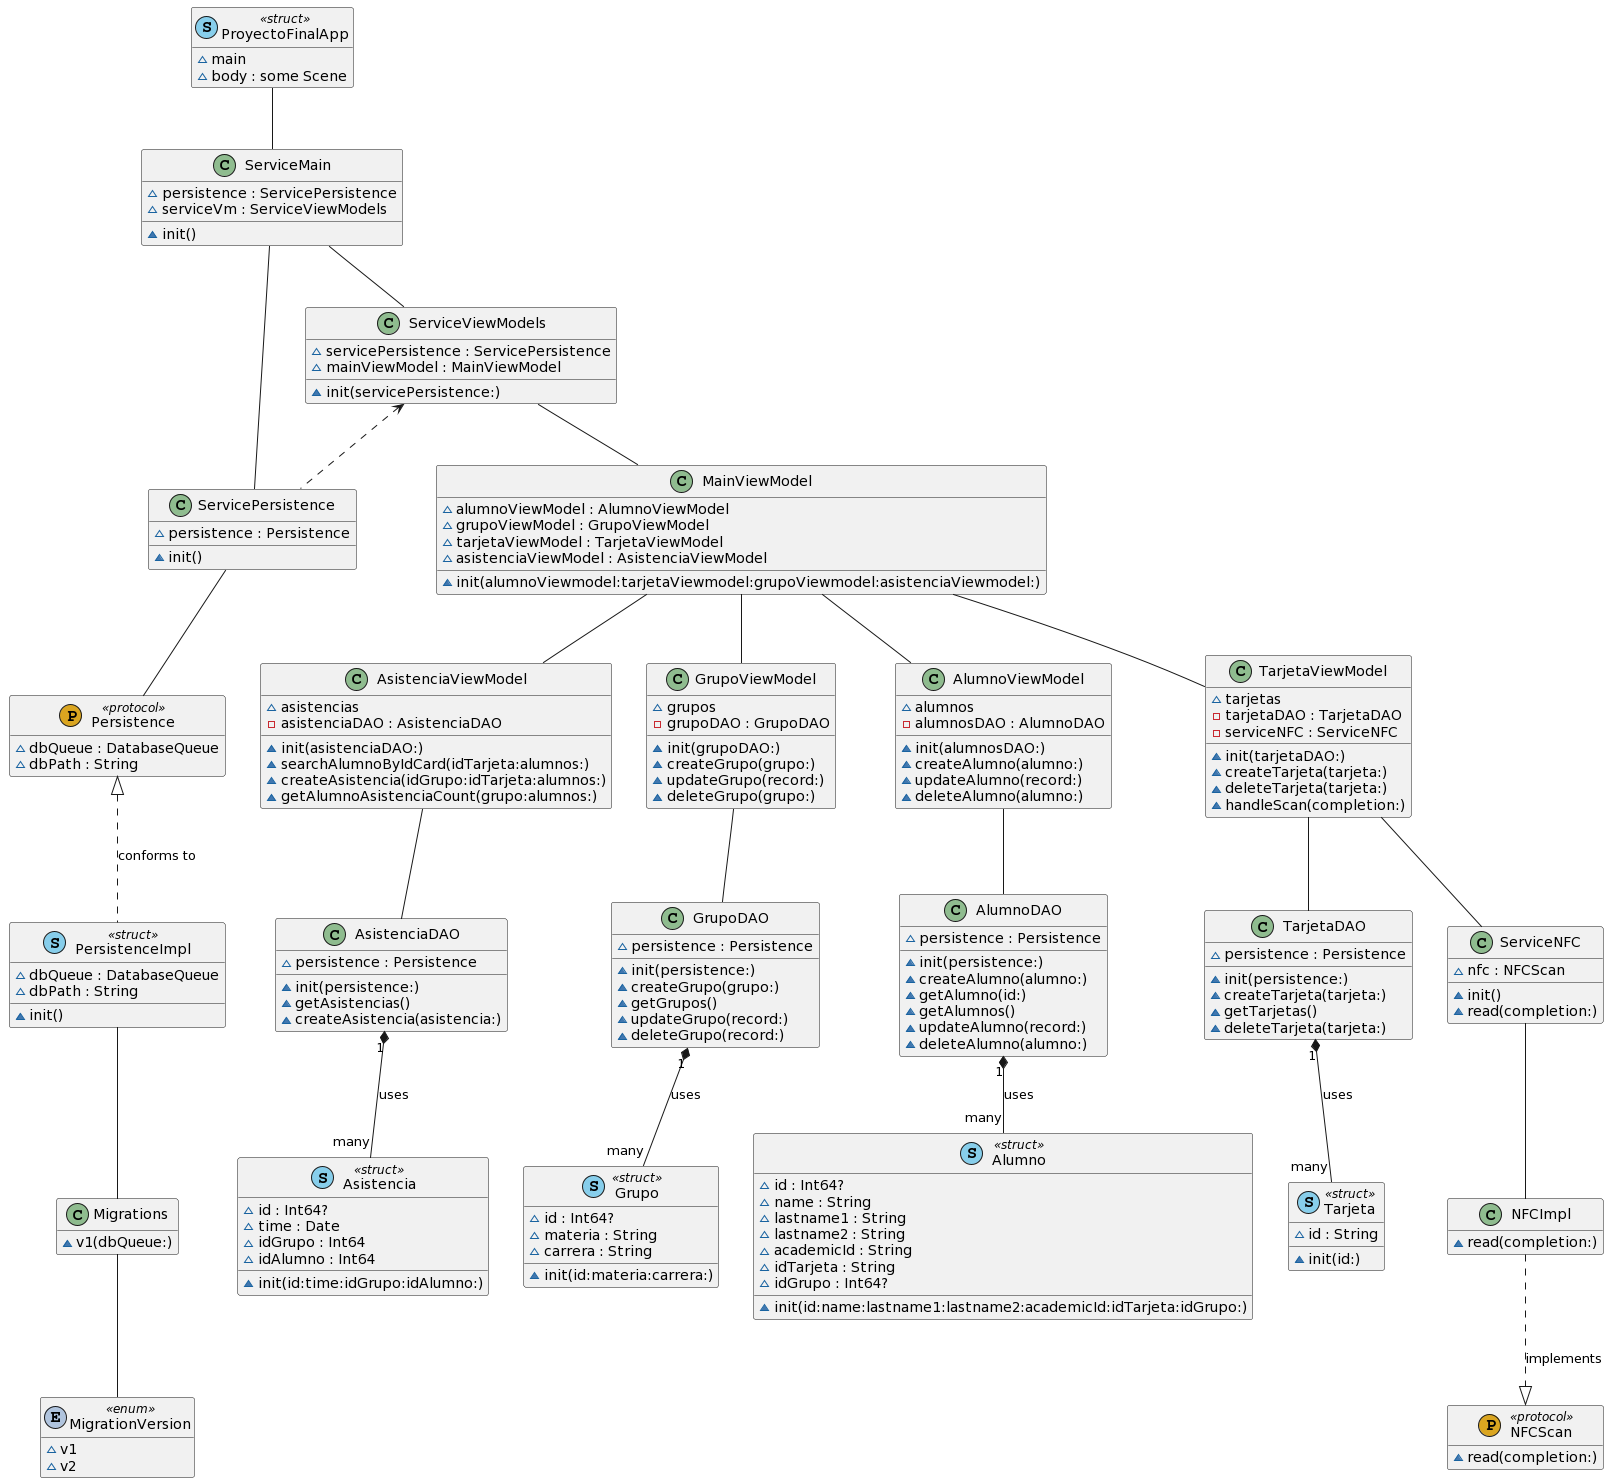 S
«struct»
ProyectoFinalApp
main
body : some Scene
C
ServiceMain
persistence : ServicePersistence
serviceVm : ServiceViewModels
init()
C
ServiceViewModels
servicePersistence : ServicePersistence
mainViewModel : MainViewModel
init(servicePersistence:)
C
ServicePersistence
persistence : Persistence
init()
C
MainViewModel
alumnoViewModel : AlumnoViewModel
grupoViewModel : GrupoViewModel
tarjetaViewModel : TarjetaViewModel
asistenciaViewModel : AsistenciaViewModel
init(alumnoViewmodel:tarjetaViewmodel:grupoViewmodel:asistenciaViewmodel:)
P
«protocol»
Persistence
dbQueue : DatabaseQueue
dbPath : String
C
AsistenciaViewModel
asistencias
asistenciaDAO : AsistenciaDAO
init(asistenciaDAO:)
searchAlumnoByIdCard(idTarjeta:alumnos:)
createAsistencia(idGrupo:idTarjeta:alumnos:)
getAlumnoAsistenciaCount(grupo:alumnos:)
C
GrupoViewModel
grupos
grupoDAO : GrupoDAO
init(grupoDAO:)
createGrupo(grupo:)
updateGrupo(record:)
deleteGrupo(grupo:)
C
AlumnoViewModel
alumnos
alumnosDAO : AlumnoDAO
init(alumnosDAO:)
createAlumno(alumno:)
updateAlumno(record:)
deleteAlumno(alumno:)
C
TarjetaViewModel
tarjetas
tarjetaDAO : TarjetaDAO
serviceNFC : ServiceNFC
init(tarjetaDAO:)
createTarjeta(tarjeta:)
deleteTarjeta(tarjeta:)
handleScan(completion:)
conforms to
S
«struct»
PersistenceImpl
dbQueue : DatabaseQueue
dbPath : String
init()
C
AsistenciaDAO
persistence : Persistence
init(persistence:)
getAsistencias()
createAsistencia(asistencia:)
C
GrupoDAO
persistence : Persistence
init(persistence:)
createGrupo(grupo:)
getGrupos()
updateGrupo(record:)
deleteGrupo(record:)
C
AlumnoDAO
persistence : Persistence
init(persistence:)
createAlumno(alumno:)
getAlumno(id:)
getAlumnos()
updateAlumno(record:)
deleteAlumno(alumno:)
C
TarjetaDAO
persistence : Persistence
init(persistence:)
createTarjeta(tarjeta:)
getTarjetas()
deleteTarjeta(tarjeta:)
C
ServiceNFC
nfc : NFCScan
init()
read(completion:)
1
uses
many
1
uses
many
1
uses
many
1
uses
many
C
Migrations
v1(dbQueue:)
S
«struct»
Asistencia
id : Int64?
time : Date
idGrupo : Int64
idAlumno : Int64
init(id:time:idGrupo:idAlumno:)
S
«struct»
Grupo
id : Int64?
materia : String
carrera : String
init(id:materia:carrera:)
S
«struct»
Alumno
id : Int64?
name : String
lastname1 : String
lastname2 : String
academicId : String
idTarjeta : String
idGrupo : Int64?
init(id:name:lastname1:lastname2:academicId:idTarjeta:idGrupo:)
S
«struct»
Tarjeta
id : String
init(id:)
C
NFCImpl
read(completion:)
implements
E
«enum»
MigrationVersion
v1
v2
P
«protocol»
NFCScan
read(completion:)